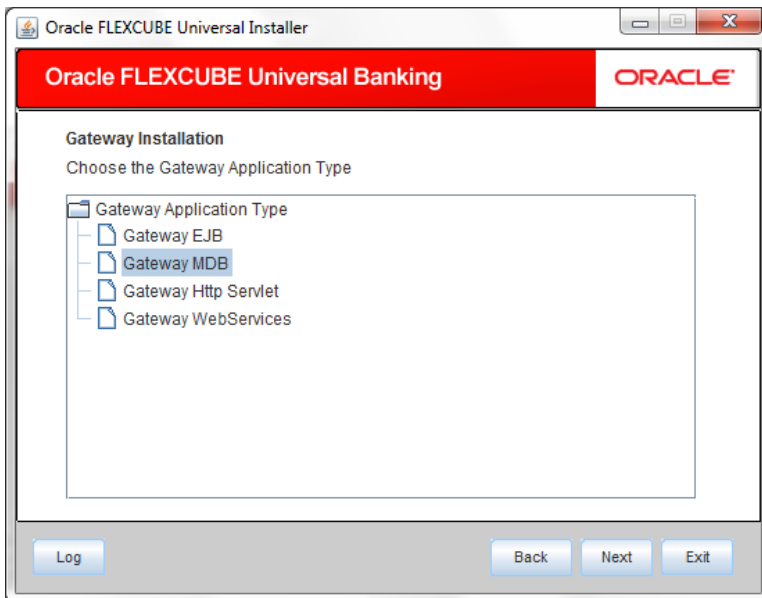 Oracle FLEXCUBE Universal Installer
Oracle FLEXCUBE Universal Banking
ORACLE
Gateway Installation
Choose the Gateway Application Type
Gateway Application Type
Gateway EJB
Gateway MDB
Gateway Http Servlet
Gateway WebServices
Log Back Next Exit